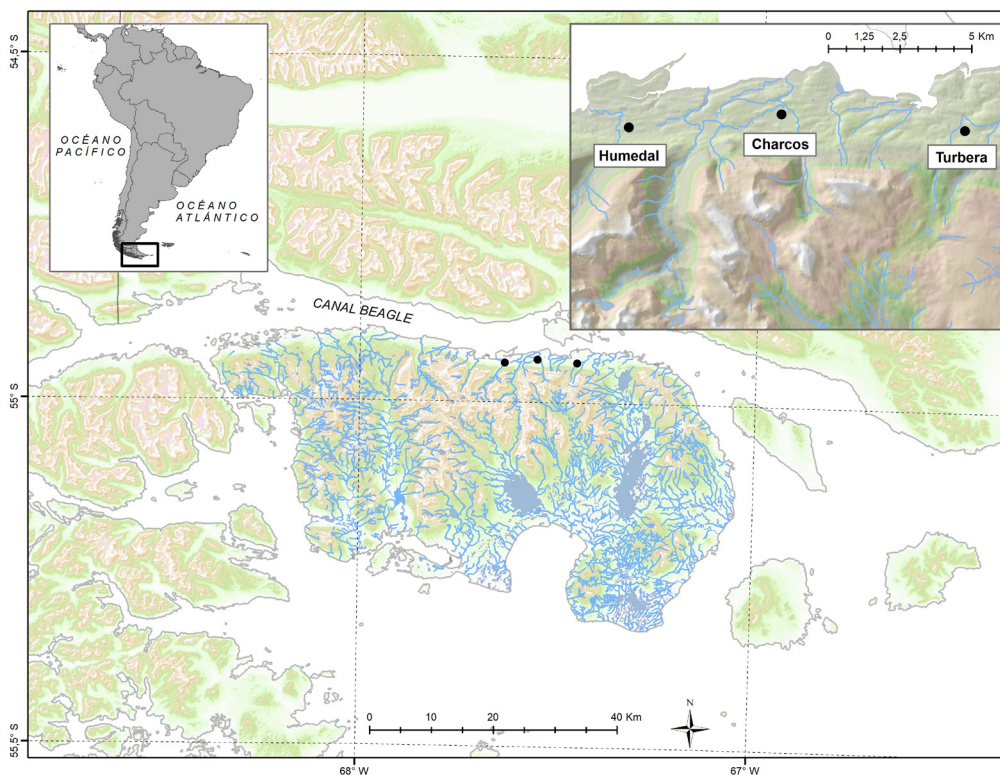 54,5° S
55° S
55,5° S
OCÉANO
PACÍFICO
OCÉANO
ATLÁNTICO
0 1,25 2,5 5 Km
Humedal
Charcos
Turbera
CANAL BEAGLE
0 10 20 40 Km
N
68° W
67° W